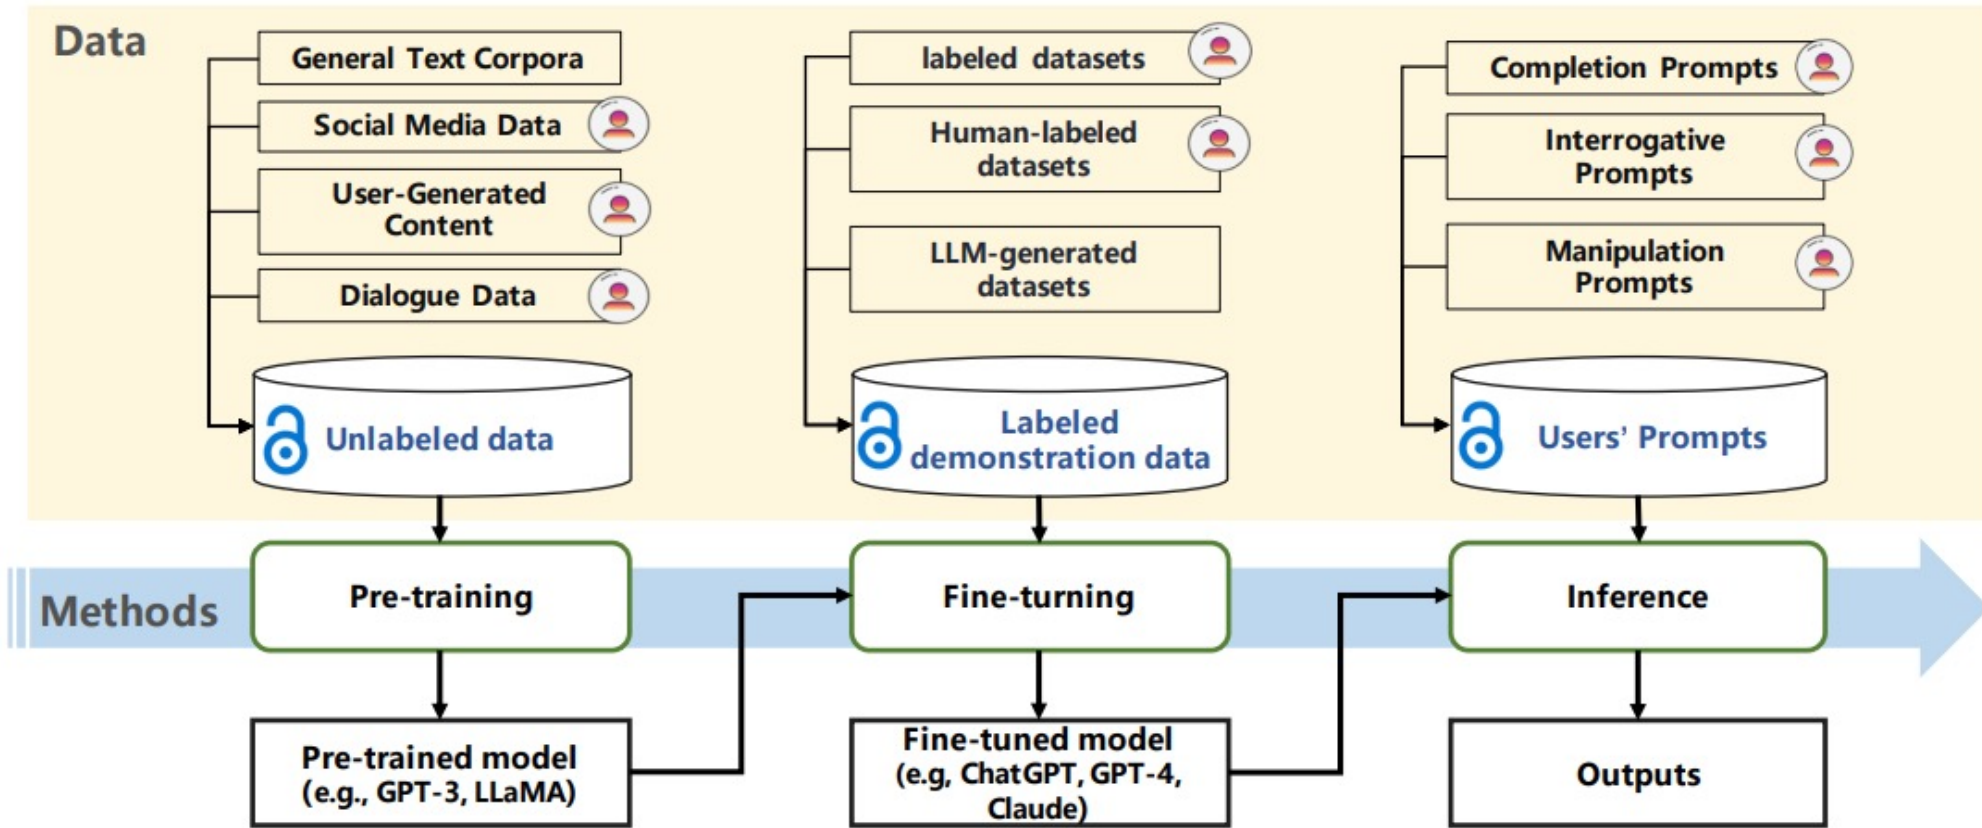 Data
General Text Corpora
Social Media Data
User-Generated
Content
Dialogue Data
Unlabeled data
labeled datasets
Human-labeled
datasets
LLM-generated
datasets
Labeled
demonstration data
Completion Prompts
Interrogative
Prompts
Manipulation
Prompts
Users' Prompts
Methods
Pre-training
Fine-turning
Inference
Pre-trained model
(e.g., GPT-3, LLaMA)
Fine-tuned model
(e.g, ChatGPT, GPT-4,
Claude)
Outputs